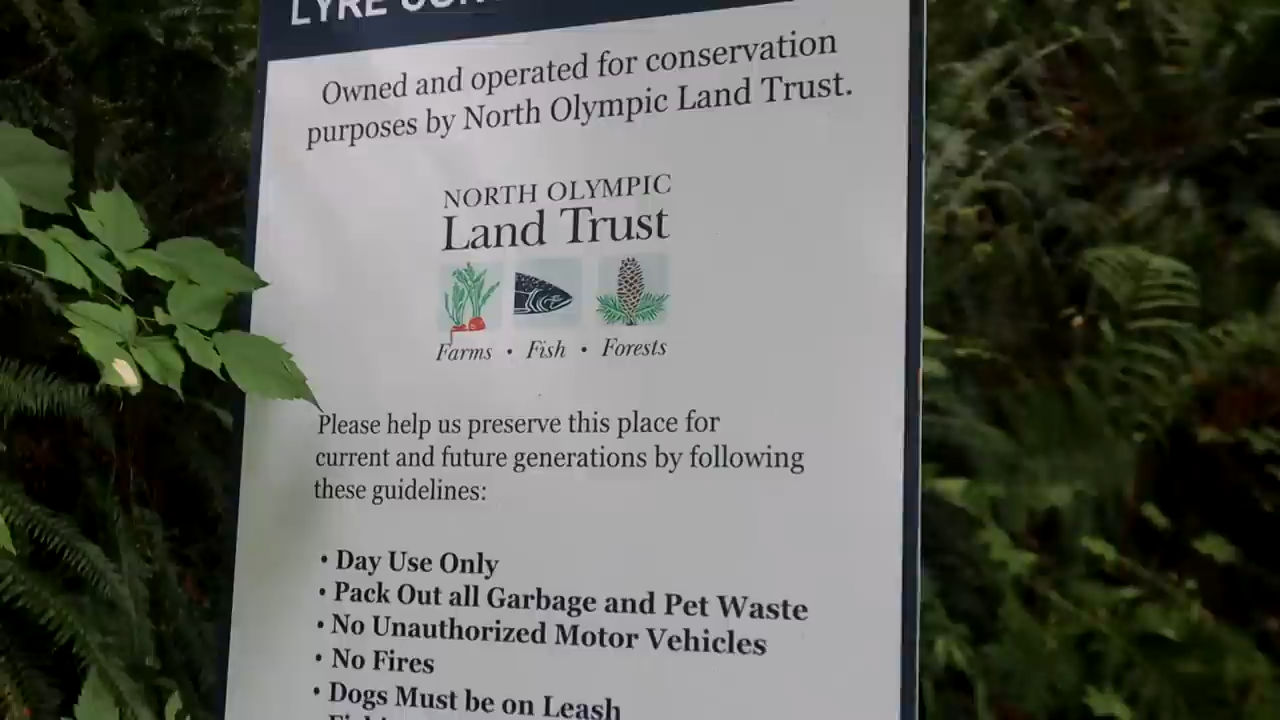 LYRE
Owned and operated for conservation
purposes by North Olympic Land Trust.
NORTH OLYMPIC
Land Trust
Farms • Fish • Forests
Please help us preserve this place for
current and future generations by following
these guidelines:
• Day Use Only
• Pack Out all Garbage and Pet Waste
• No Unauthorized Motor Vehicles
• No Fires
• Dogs Must be on Leash